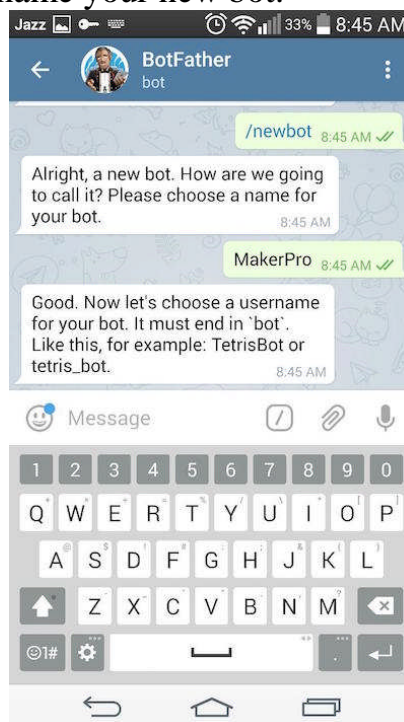 name your new bot.
Jazz 33% 8:45 AM
BotFather
bot
/newbot 8:45 AM
Alright, a new bot. How are we going
to call it? Please choose a name for
your bot.
8:45 AM
MakerPro 8:45 AM
Good. Now let's choose a username
for your bot. It must end in `bot`.
Like this, for example: TetrisBot or
tetris_bot.
8:45 AM
Message
1 2 3 4 5 6 7 8 9 0
Q W E R T Y U I O P
A S D F G H J K L
Z X C V B N M
1# .